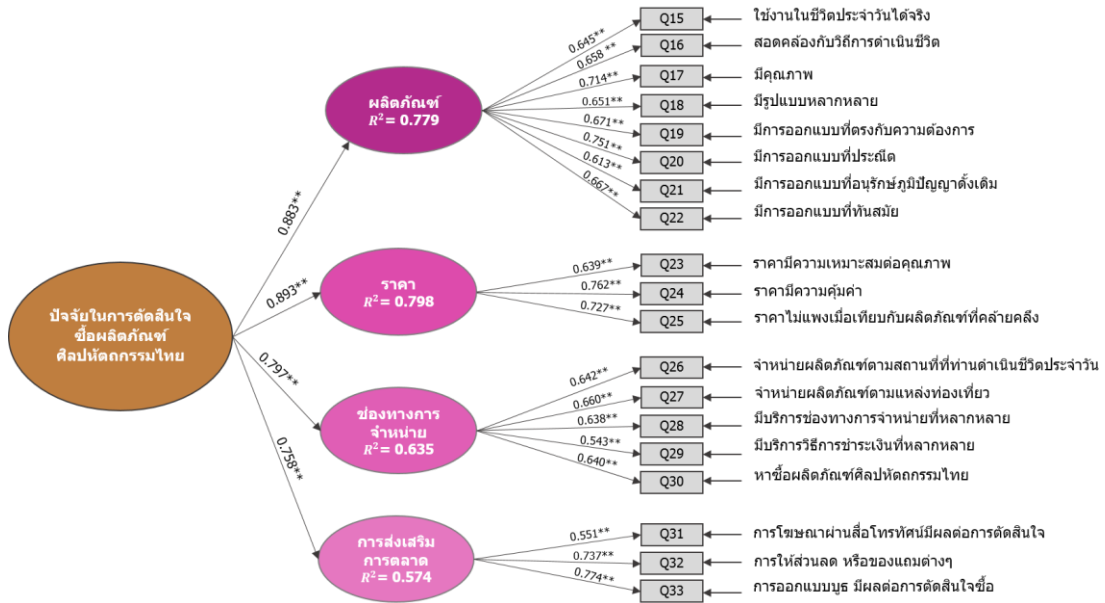 ปัจจัยในการตัดสินใจ
ซื้อผลิตภัณฑ์
ศิลปหัตถกรรมไทย
0.883**
0.893**
0.797**
0.758**
ผลิตภัณฑ์
R² = 0.779
0.645**
Q15
ใช้งานในชีวิตประจำวันได้จริง
0.658 **
Q16
สอดคล้องกับวิถีการดำเนินชีวิต
0.714**
Q17
มีคุณภาพ
0.651**
Q18
มีรูปแบบหลากหลาย
0.671**
Q19
มีการออกแบบที่ตรงกับความต้องการ
0.751**
Q20
มีการออกแบบที่ประณีต
0.613**
Q21
มีการออกแบบที่อนุรักษ์ภูมิปัญญาดั้งเดิม
0.667**
Q22
มีการออกแบบที่ทันสมัย
ราคา
R² = 0.798
0.639**
Q23
ราคามีความเหมาะสมต่อคุณภาพ
0.762**
Q24
ราคามีความคุ้มค่า
0.727**
Q25
ราคาไม่แพงเมื่อเทียบกับผลิตภัณฑ์ที่คล้ายคลึง
ช่องทางการ
จำหน่าย
R² = 0.635
0.642**
Q26
จำหน่ายผลิตภัณฑ์ตามสถานที่ที่ท่านดำเนินชีวิตประจำวัน
0.660**
Q27
จำหน่ายผลิตภัณฑ์ตามแหล่งท่องเที่ยว
0.638**
Q28
มีบริการช่องทางการจำหน่ายที่หลากหลาย
0.543**
Q29
มีบริการวิธีการชำระเงินที่หลากหลาย
0.640**
Q30
หาซื้อผลิตภัณฑ์ศิลปหัตถกรรมไทย
การส่งเสริม
การตลาด
R² = 0.574
0.551**
Q31
การโฆษณาผ่านสื่อโทรทัศน์มีผลต่อการตัดสินใจ
0.737**
Q32
การให้ส่วนลด หรือของแถมต่างๆ
0.774**
Q33
การออกแบบบูธ มีผลต่อการตัดสินใจซื้อ